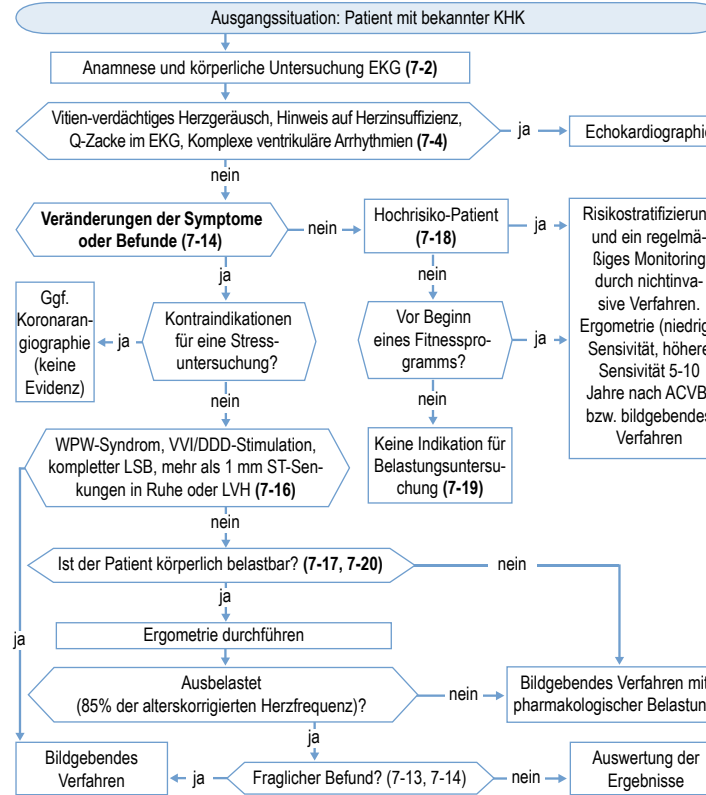 Ausgangssituation: Patient mit bekannter KHK
Anamnese und körperliche Untersuchung EKG (7-2)
Vitien-verdächtiges Herzgeräusch, Hinweis auf Herzinsuffizienz,
Q-Zacke im EKG, Komplexe ventrikuläre Arrhythmien (7-4)
ja
Echokardiographie
nein
Veränderungen der Symptome
oder Befunde (7-14)
nein
Hochrisiko-Patient
(7-18)
ja
Risikostratifizierung
und ein regelmä-
ßiges Monitoring
durch nichtinva-
sive Verfahren.
Ergometrie (niedrige
Sensivität, höhere
Sensivität 5-10
Jahre nach ACVB)
bzw. bildgebendes
Verfahren
ja
nein
Ggf.
Koronaran-
giographie
(keine
Evidenz)
ja
Kontraindikationen
für eine Stress-
untersuchung?
Vor Beginn
eines Fitnesspro-
gramms?
ja
nein
nein
WPW-Syndrom, VVI/DDD-Stimulation,
kompletter LSB, mehr als 1 mm ST-Sen-
kungen in Ruhe oder LVH (7-16)
Keine Indikation für
Belastungsuntersu-
chung (7-19)
nein
Ist der Patient körperlich belastbar? (7-17, 7-20)
nein
ja
ja
Ergometrie durchführen
Ausbelastet
(85% der alterskorrigierten Herzfrequenz)?
nein
Bildgebendes Verfahren mit
pharmakologischer Belastung
ja
Bildgebendes
Verfahren
ja
Fraglicher Befund? (7-13, 7-14)
nein
Auswertung der
Ergebnisse